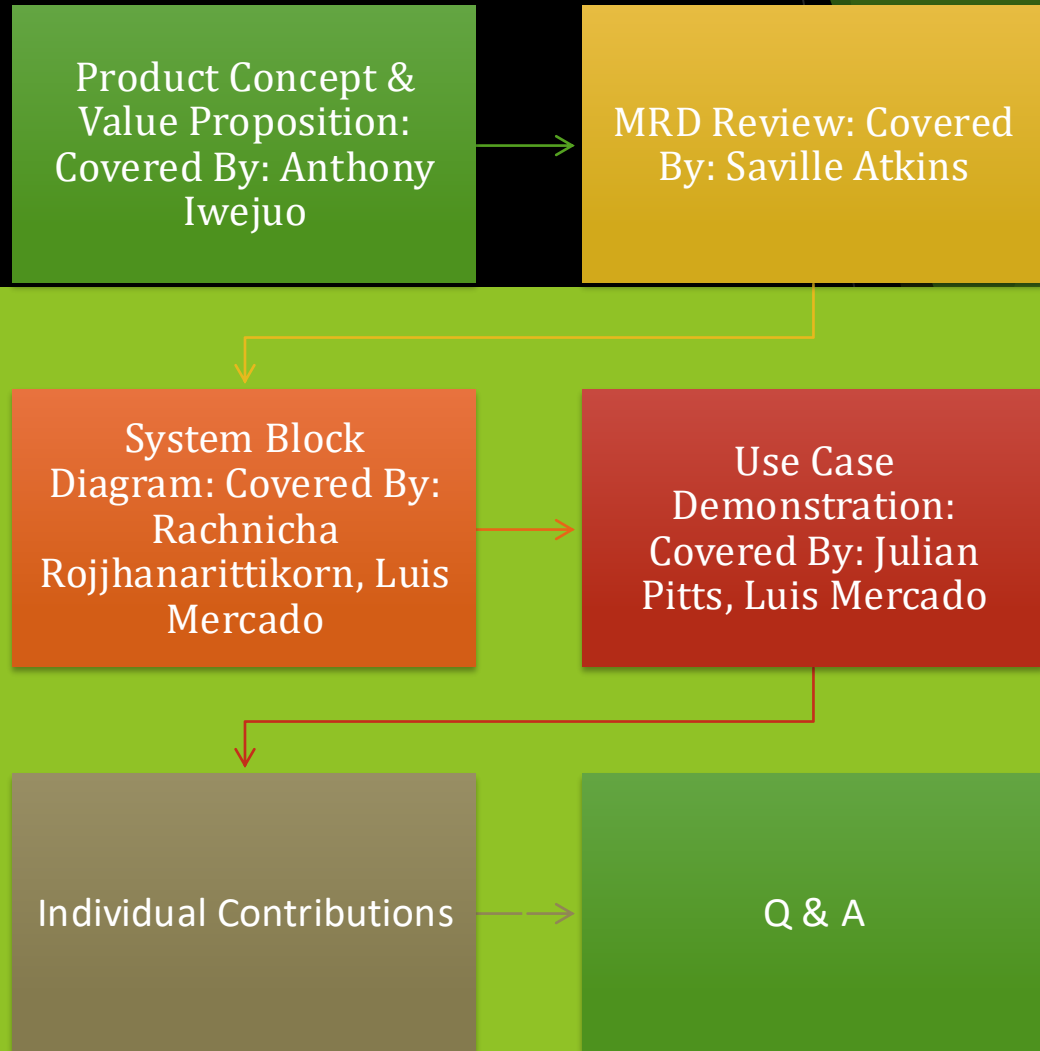 Product Concept &
Value Proposition:
Covered By: Anthony
Iwejuo
MRD Review: Covered
By: Saville Atkins
System Block
Diagram: Covered By:
Rachnicha
Rojjhanarittikorn, Luis
Mercado
Use Case
Demonstration:
Covered By: Julian
Pitts, Luis Mercado
Individual Contributions
Q & A